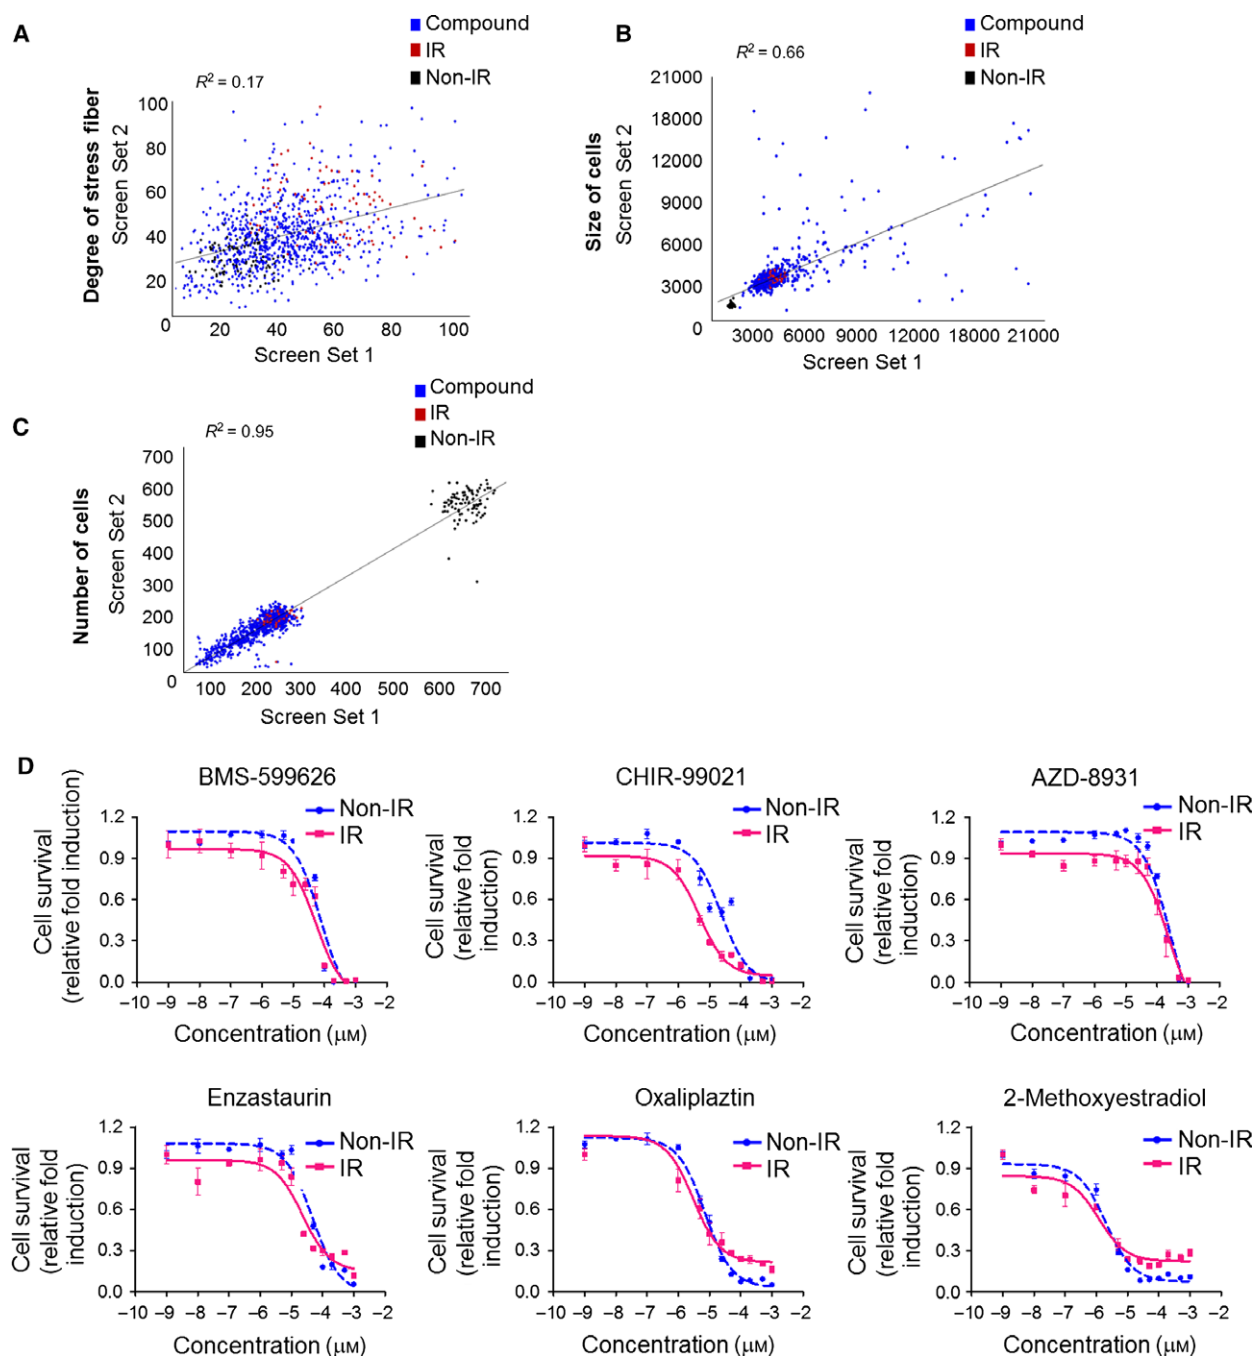 A
Compound
IR
Non-IR
R² = 0.17
Degree of stress fiber
Screen Set 2
100
80
60
40
20
0
20 40 60 80 100
Screen Set 1
B
Compound
IR
Non-IR
R² = 0.66
Size of cells
Screen Set 2
21000
18000
12000
9000
6000
3000
0
3000 6000 9000 12000 18000 21000
Screen Set 1
C
Compound
IR
Non-IR
R² = 0.95
Number of cells
Screen Set 2
700
600
500
400
300
200
100
0
100 200 300 400 500 600 700
Screen Set 1
D
BMS-599626
Non-IR
IR
Cell survival
(relative fold induction)
1.2
0.9
0.6
0.3
0.0
−10 −9 −8 −7 −6 −5 −4 −3 −2
Concentration (μM)
CHIR-99021
Non-IR
IR
Cell survival
(relative fold
induction)
1.2
0.9
0.6
0.3
0.0
−10 −9 −8 −7 −6 −5 −4 −3 −2
Concentration (μM)
AZD-8931
Non-IR
IR
Cell survival
(relative fold
induction)
1.2
0.9
0.6
0.3
0.0
−10 −9 −8 −7 −6 −5 −4 −3 −2
Concentration (μM)
Enzastaurin
Non-IR
IR
Cell survival
(relative fold
induction)
1.2
0.9
0.6
0.3
0.0
−10 −9 −8 −7 −6 −5 −4 −3 −2
Concentration (μM)
Oxaliplaztin
Non-IR
IR
Cell survival
(relative fold
induction)
1.2
0.9
0.6
0.3
0.0
−10 −9 −8 −7 −6 −5 −4 −3 −2
Concentration (μM)
2-Methoxyestradiol
Non-IR
IR
Cell survival
(relative fold
induction)
1.2
0.9
0.6
0.3
0.0
−10 −9 −8 −7 −6 −5 −4 −3 −2
Concentration (μM)